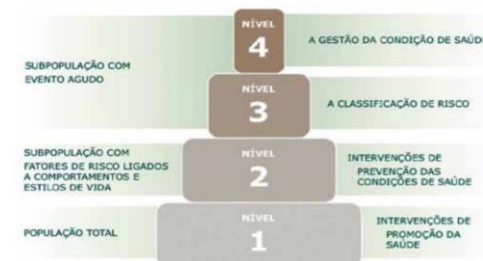 NÍVEL
4
A GESTÃO DA CONDIÇÃO DE SAÚDE
SUBPOPULAÇÃO COM
EVENTO AGUDO
NÍVEL
3
A CLASSIFICAÇÃO DE RISCO
SUBPOPULAÇÃO COM
FATORES DE RISCO LIGADOS
A COMPORTAMENTOS E
ESTILOS DE VIDA
NÍVEL
2
INTERVENÇÕES DE
PREVENÇÃO DAS
CONDIÇÕES DE SAÚDE
POPULAÇÃO TOTAL
NÍVEL
1
INTERVENÇÕES DE
PROMOÇÃO DA
SAÚDE